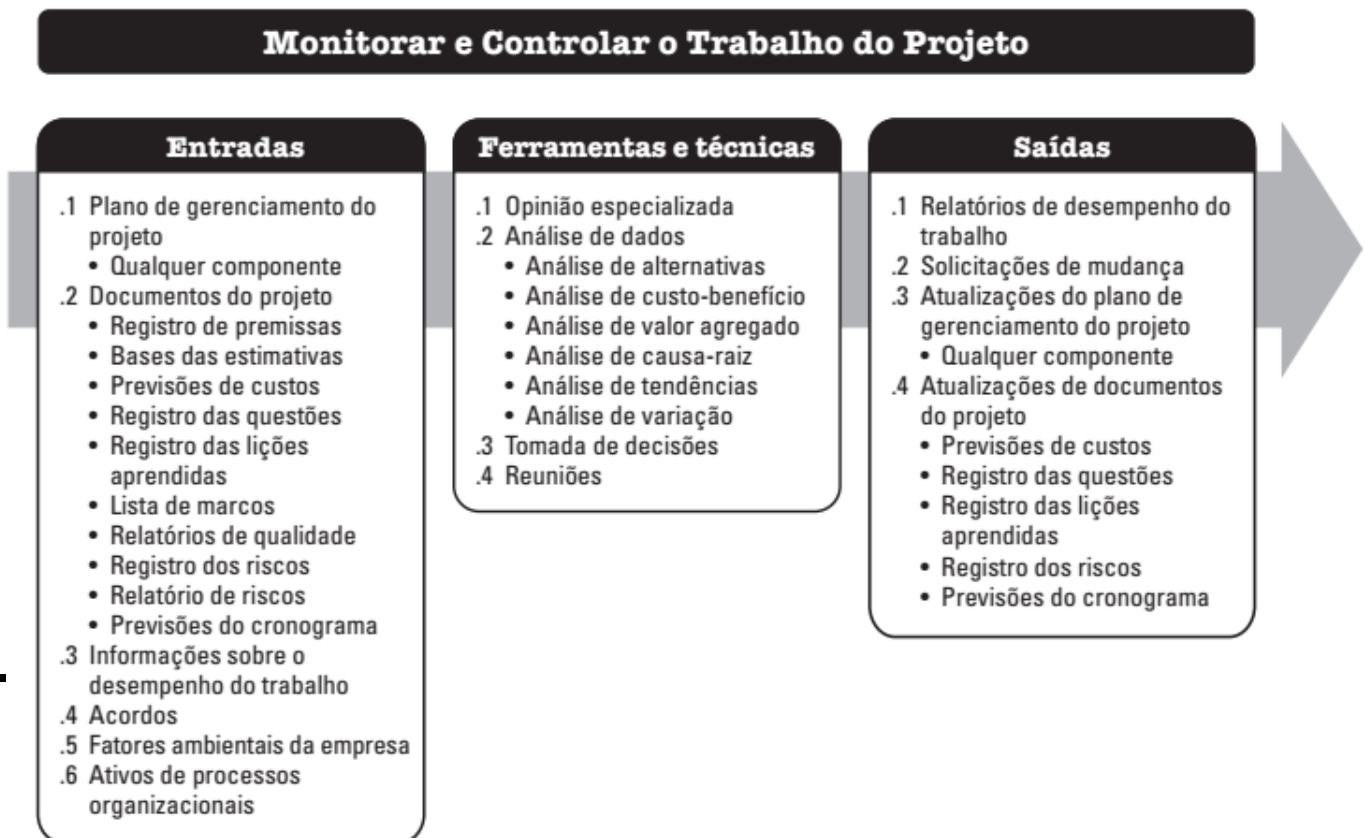 Monitorar e Controlar o Trabalho do Projeto
Entradas
.1 Plano de gerenciamento do
projeto
• Qualquer componente
.2 Documentos do projeto
• Registro de premissas
• Bases das estimativas
• Previsões de custos
• Registro das questões
• Registro das lições
aprendidas
• Lista de marcos
• Relatórios de qualidade
• Registro dos riscos
• Relatório de riscos
• Previsões do cronograma
.3 Informações sobre o
desempenho do trabalho
.4 Acordos
.5 Fatores ambientais da empresa
.6 Ativos de processos
organizacionais
Ferramentas e técnicas
.1 Opinião especializada
.2 Análise de dados
• Análise de alternativas
• Análise de custo-benefício
• Análise de valor agregado
• Análise de causa-raiz
• Análise de tendências
• Análise de variação
.3 Tomada de decisões
.4 Reuniões
Saídas
.1 Relatórios de desempenho do
trabalho
.2 Solicitações de mudança
.3 Atualizações do plano de
gerenciamento do projeto
• Qualquer componente
.4 Atualizações de documentos
do projeto
• Previsões de custos
• Registro das questões
• Registro das lições
aprendidas
• Registro dos riscos
• Previsões do cronograma